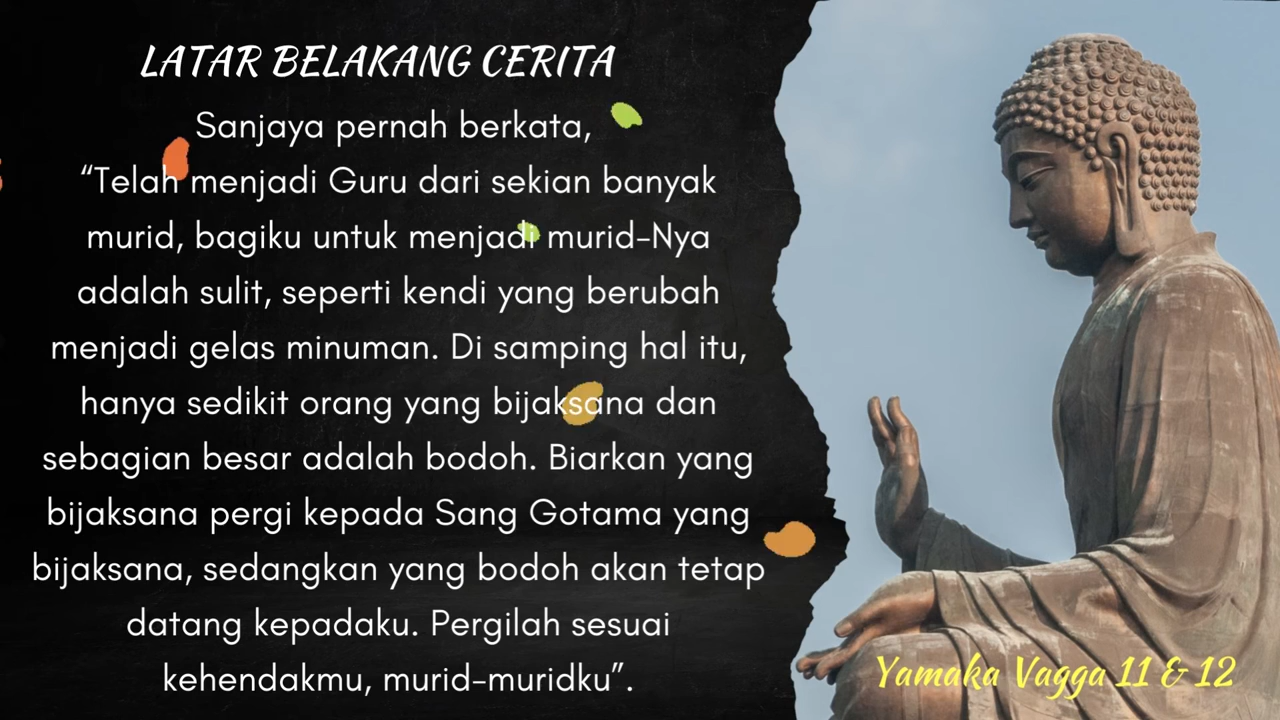 LATAR BELAKANG CERITA
Sanjaya pernah berkata,
“Telah menjadi Guru dari sekian banyak
murid, bagiku untuk menjadi murid-Nya
adalah sulit, seperti kendi yang berubah
menjadi gelas minuman. Di samping hal itu,
hanya sedikit orang yang bijaksana dan
sebagian besar adalah bodoh. Biarkan yang
bijaksana pergi kepada Sang Gotama yang
bijaksana, sedangkan yang bodoh akan tetap
datang kepadaku. Pergilah sesuai
kehendakmu, murid-muridku”.
Yamaka Vagga 11 & 12